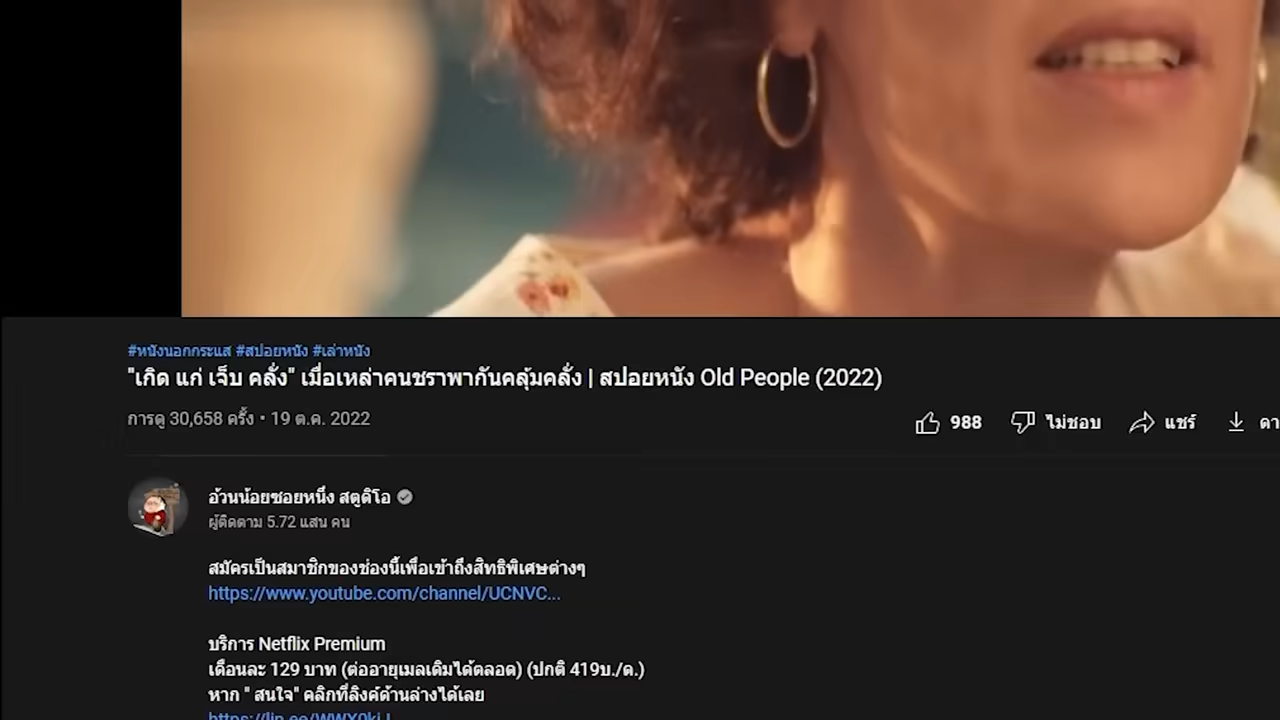 #หนังนอกกระแส #สปอยหนัง #เล่าหนัง
"เกิด แก่ เจ็บ คลั่ง" เมื่อเหล่าคนชราพากันคลุ้มคลั่ง | สปอยหนัง Old People (2022)
การดู 30,658 ครั้ง • 19 ต.ค. 2022
988 ไม่ชอบ แชร์
อ้วนน้อยซอยหนึ่ง สตูดิโอ
ผู้ติดตาม 5.72 แสน คน
สมัครเป็นสมาชิกของช่องนี้เพื่อเข้าถึงสิทธิพิเศษต่างๆ
https://www.youtube.com/channel/UCNVC...
บริการ Netflix Premium
เดือนละ 129 บาท (ต่ออายุเมลเดิมได้ตลอด) (ปกติ 419บ./ด.)
หาก " สนใจ" คลิกที่ลิงค์ด้านล่างได้เลย